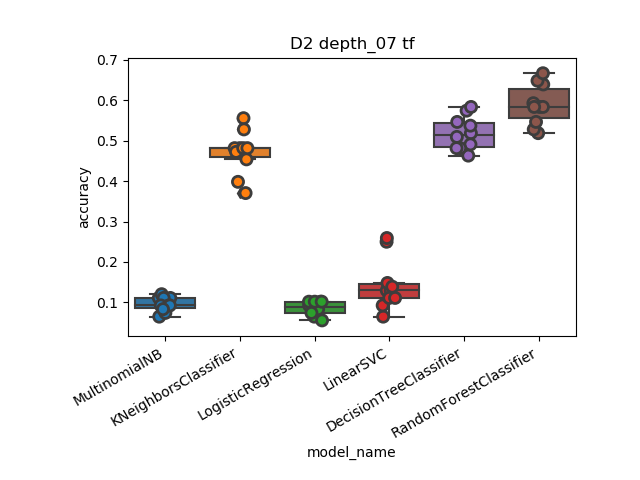 D2 depth_07 tf
0.7
0.6
0.5
0.4
0.3
0.2
0.1
accuracy
MultinomialNB
KNeighborsClassifier
LogisticRegression
LinearSVC
DecisionTreeClassifier
RandomForestClassifier
model_name